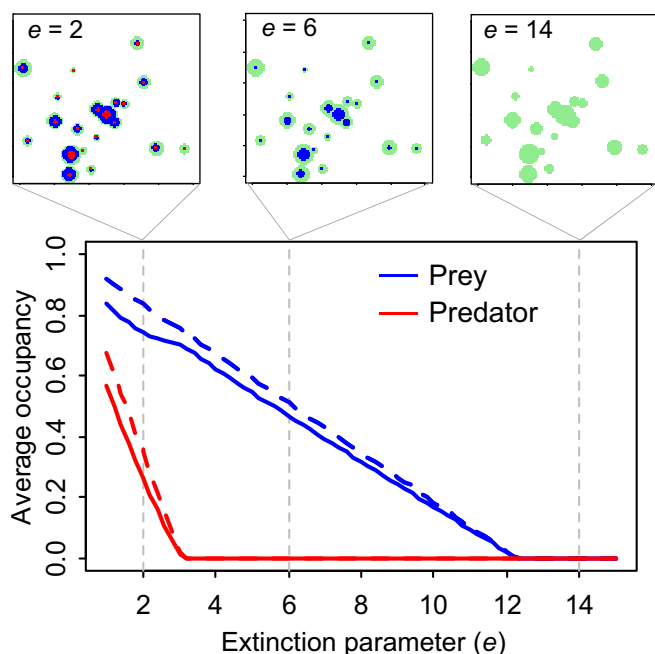 e = 2
e = 6
e = 14
1.0
0.8
0.6
0.4
0.2
0.0
Average occupancy
Prey
Predator
2 4 6 8 10 12 14
Extinction parameter (e)